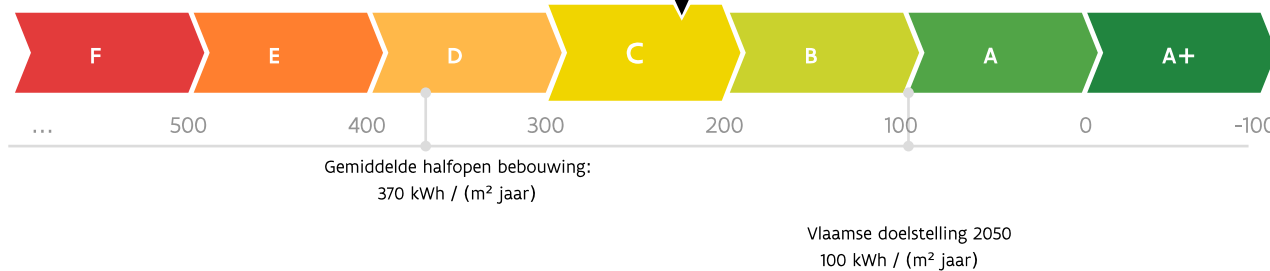 F E D C B A A+
... 500 400 300 200 100 0 -100
Gemiddelde halfopen bebouwing:
370 kWh / (m² jaar)
Vlaamse doelstelling 2050
100 kWh / (m² jaar)